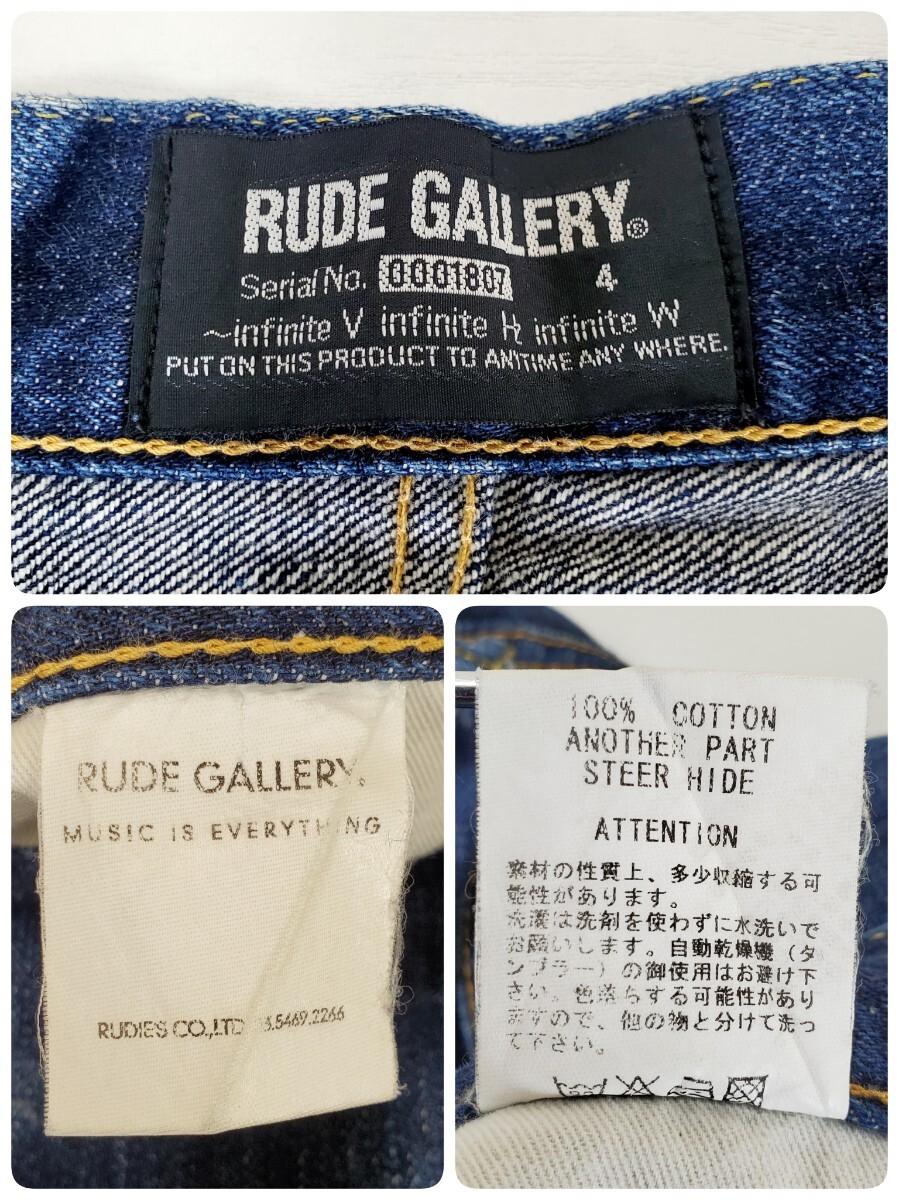 RUDE GALLERY®
Serial No. 0001807 4
~infinite V infinite H infinite W
PUT ON THIS PRODUCT TO ANYTIME ANY WHERE.
RUDE GALLERY.
MUSIC IS EVERYTHING
RUDIES CO.,LTD 3.5469.2266
100% COTTON
ANOTHER PART
STEER HIDE
ATTENTION
素材の性質上、多少収縮する可
能性があります。
洗濯は洗剤を使わずに水洗いで
お願いします。自動乾燥機(タ
ンブラー)の御使用はお避け下
さい。色落ちする可能性があり
ますので、他の物と分けて洗っ
て下さい。